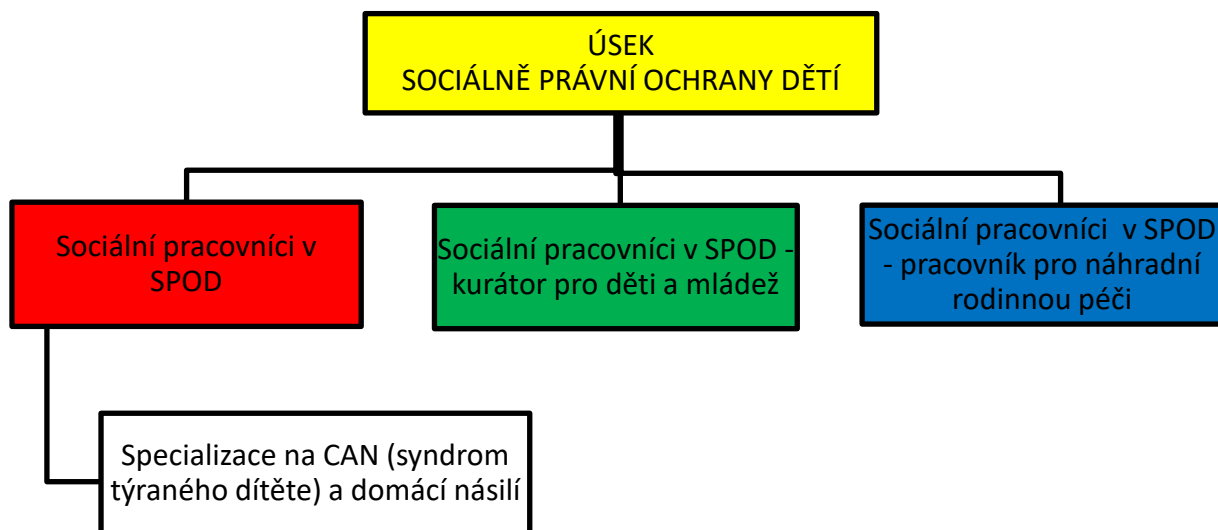 ÚSEK
SOCIÁLNĚ PRÁVNÍ OCHRANY DĚTÍ
Sociální pracovníci v
SPOD
Sociální pracovníci v SPOD -
kurátor pro děti a mládež
Sociální pracovníci v SPOD
- pracovník pro náhradní
rodinnou péči
Specializace na CAN (syndrom
týraného dítěte) a domácí násilí